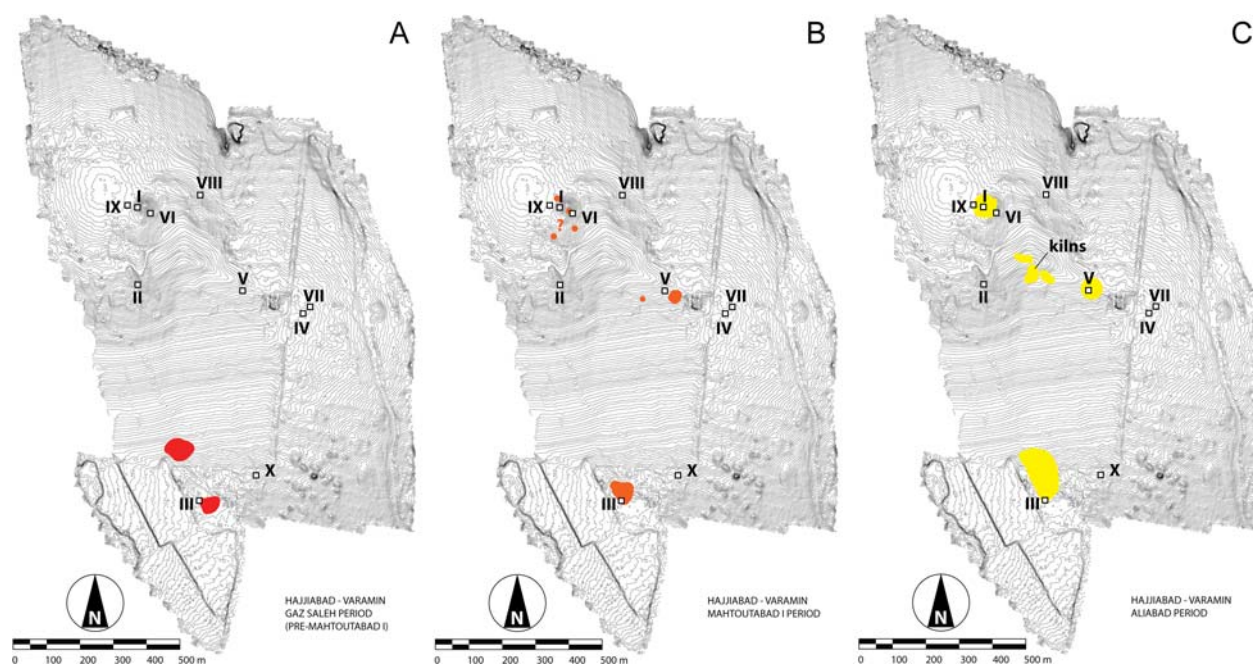 A
VIII
I
IX
VI
II
V
VII
IV
X
III
N
HAJJIABAD - VARAMIN
GAZ SALEH PERIOD
(PRE-MAHTOUTABAD I)
0 100 200 300 400 500 m
B
VIII
I
IX
VI
?
II
V
VII
IV
X
III
N
HAJJIABAD - VARAMIN
MAHTOUTABAD I PERIOD
0 100 200 300 400 500 m
C
VIII
I
IX
VI
kilns
II
V
VII
IV
X
III
N
HAJJIABAD - VARAMIN
ALIABAD PERIOD
0 100 200 300 400 500 m